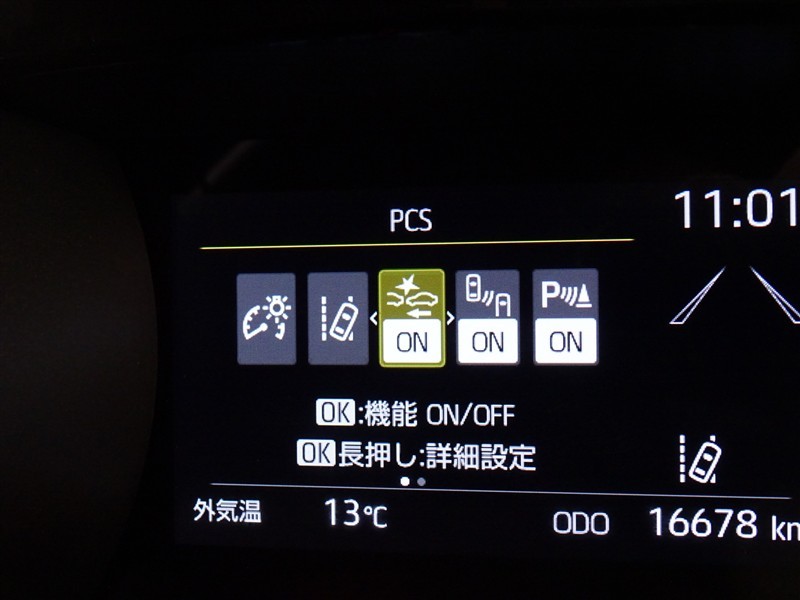 PCS
11:01
P
ON ON ON
OK:機能 ON/OFF
OK長押し:詳細設定
外気温 13℃ ODO 16678 km